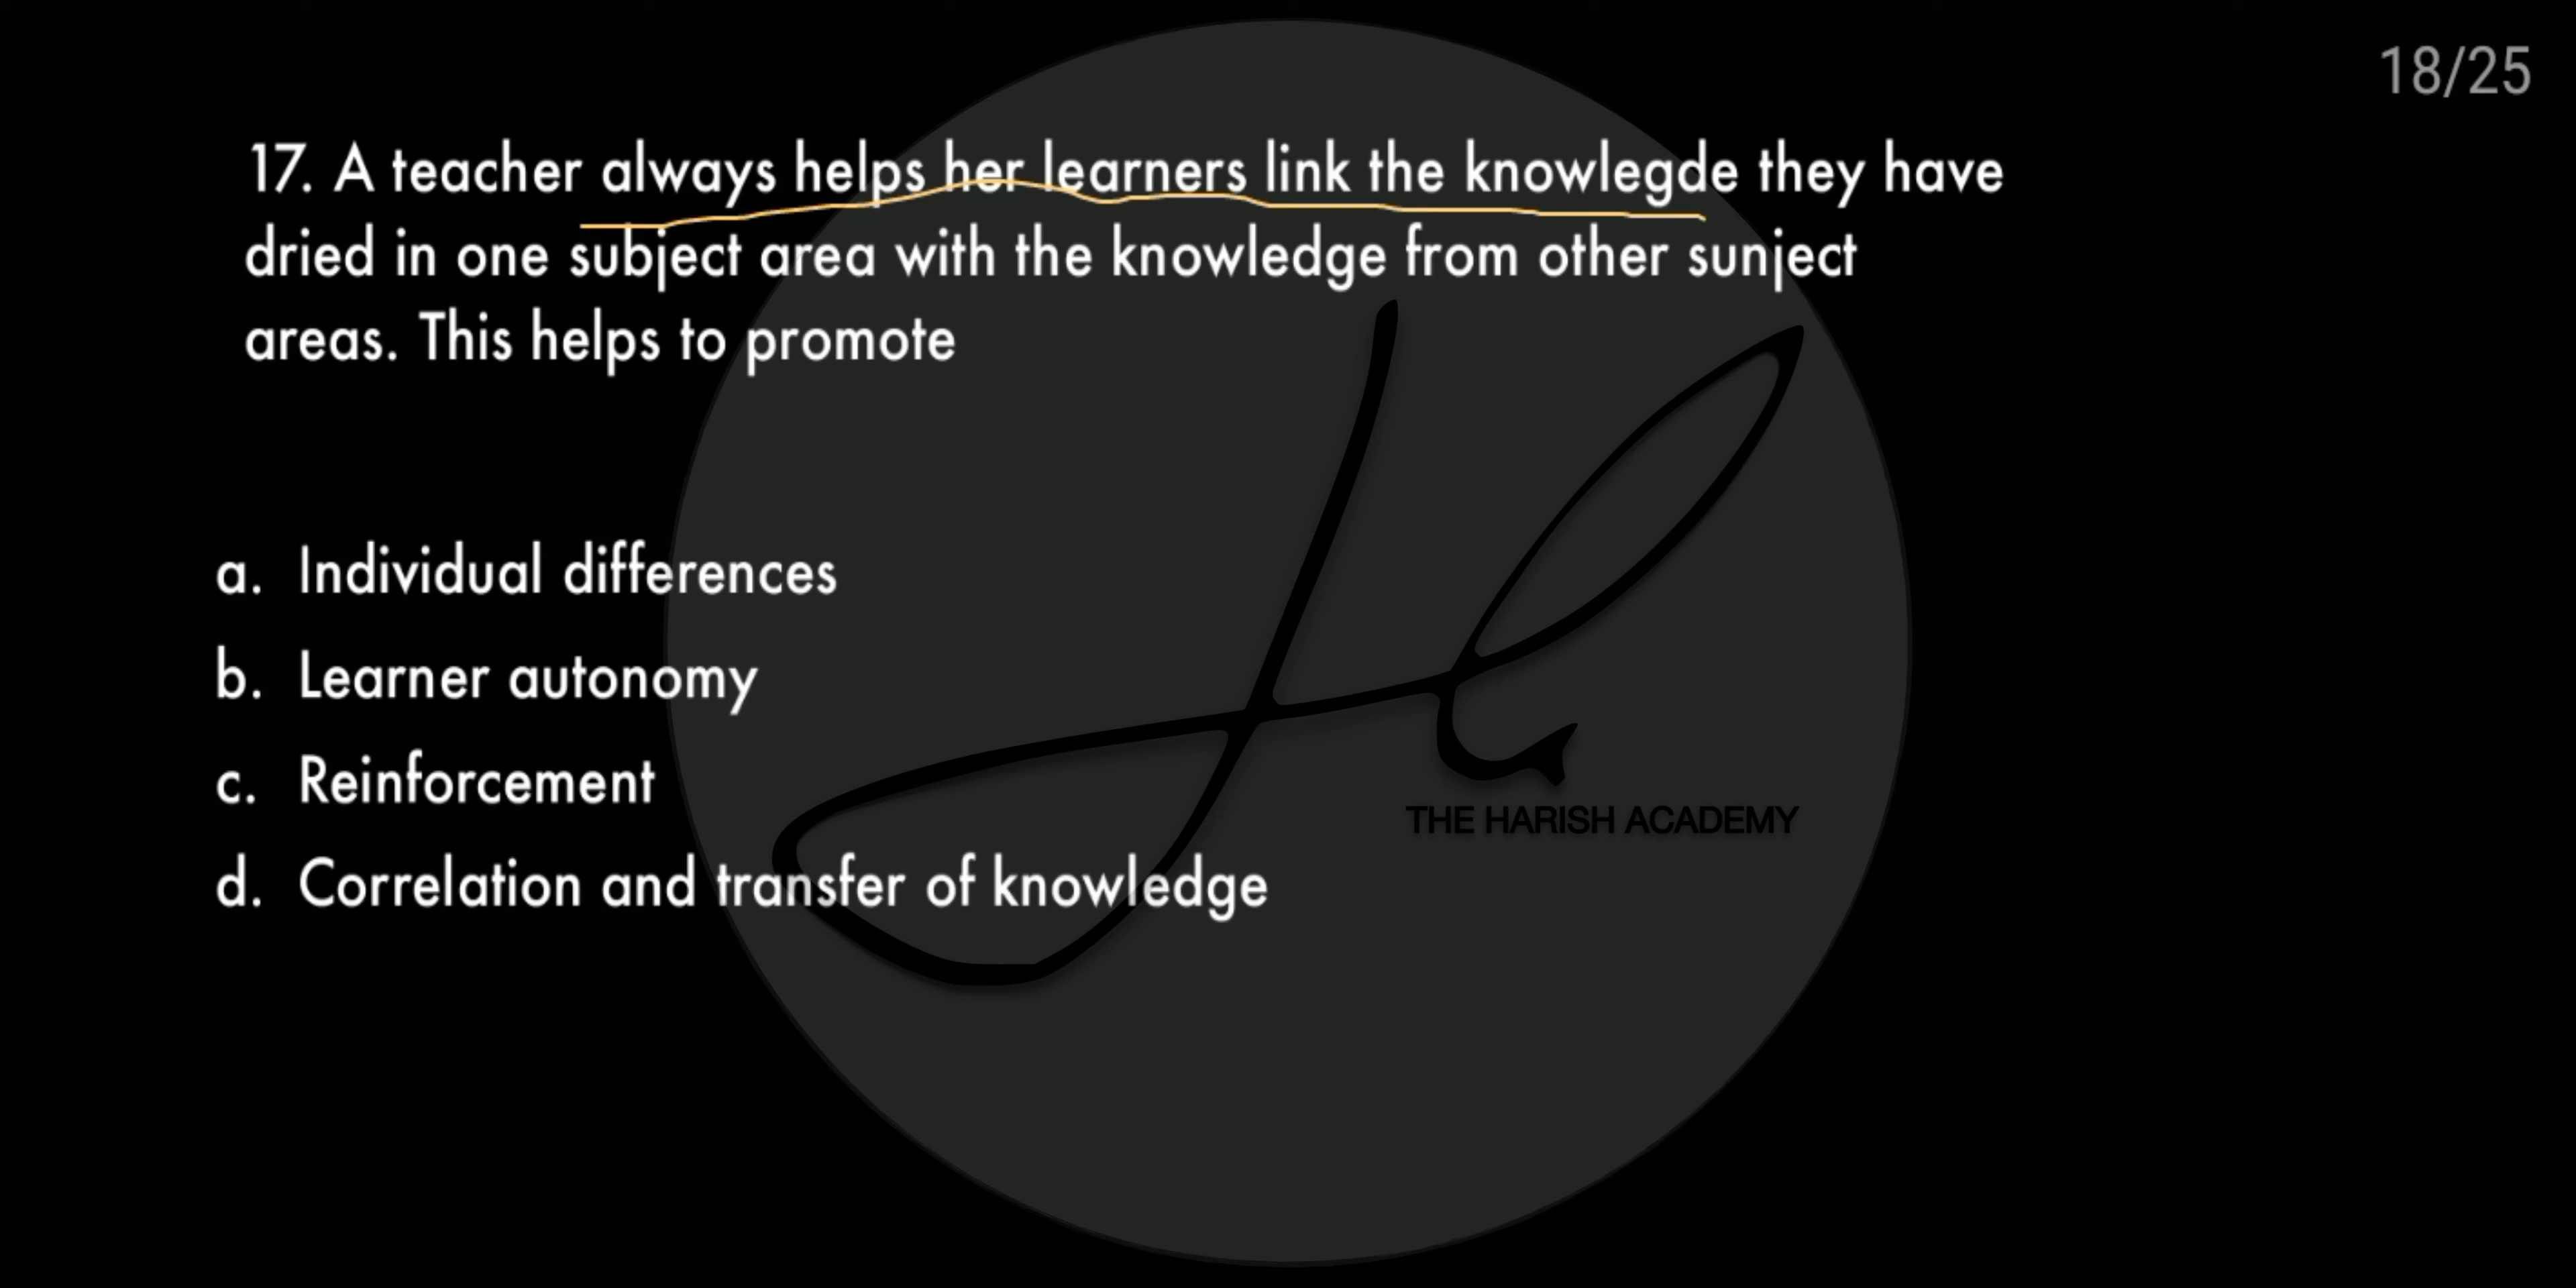 18/25
17. A teacher always helps her learners link the knowlegde they have
dried in one subject area with the knowledge from other sunject
areas. This helps to promote
a. Individual differences
b. Learner autonomy
c. Reinforcement
d. Correlation and transfer of knowledge
THE HARISH ACADEMY